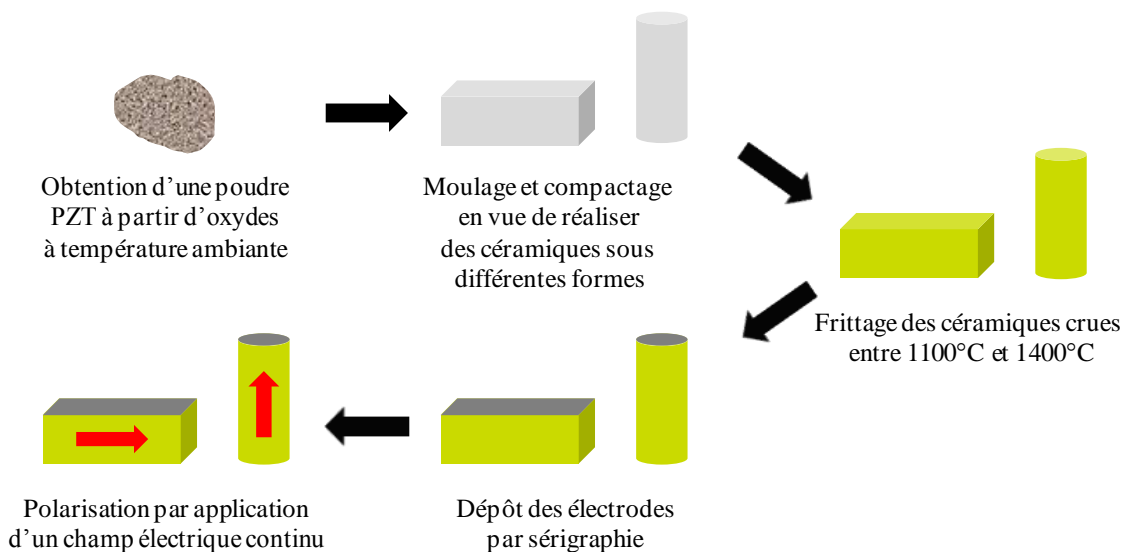 Obtention d'une poudre
PZT à partir d'oxydes
à température ambiante
Moulage et compactage
en vue de réaliser
des céramiques sous
différentes formes
Frittage des céramiques crues
entre 1100°C et 1400°C
Dépôt des électrodes
par sérigraphie
Polarisation par application
d'un champ électrique continu